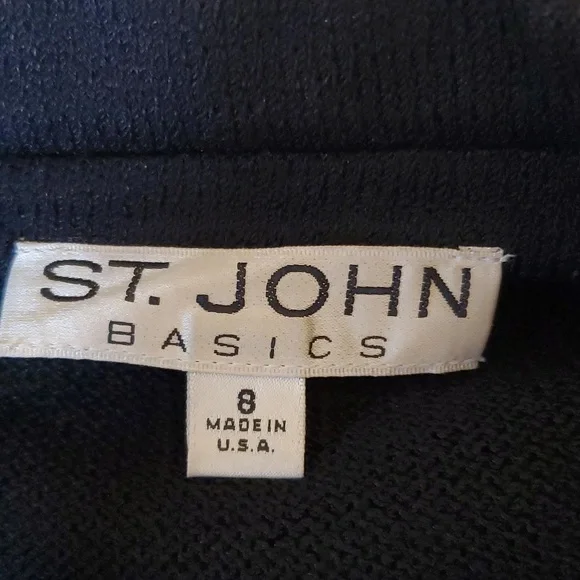 ST. JOHN
BASICS
8
MADE IN
U.S.A.